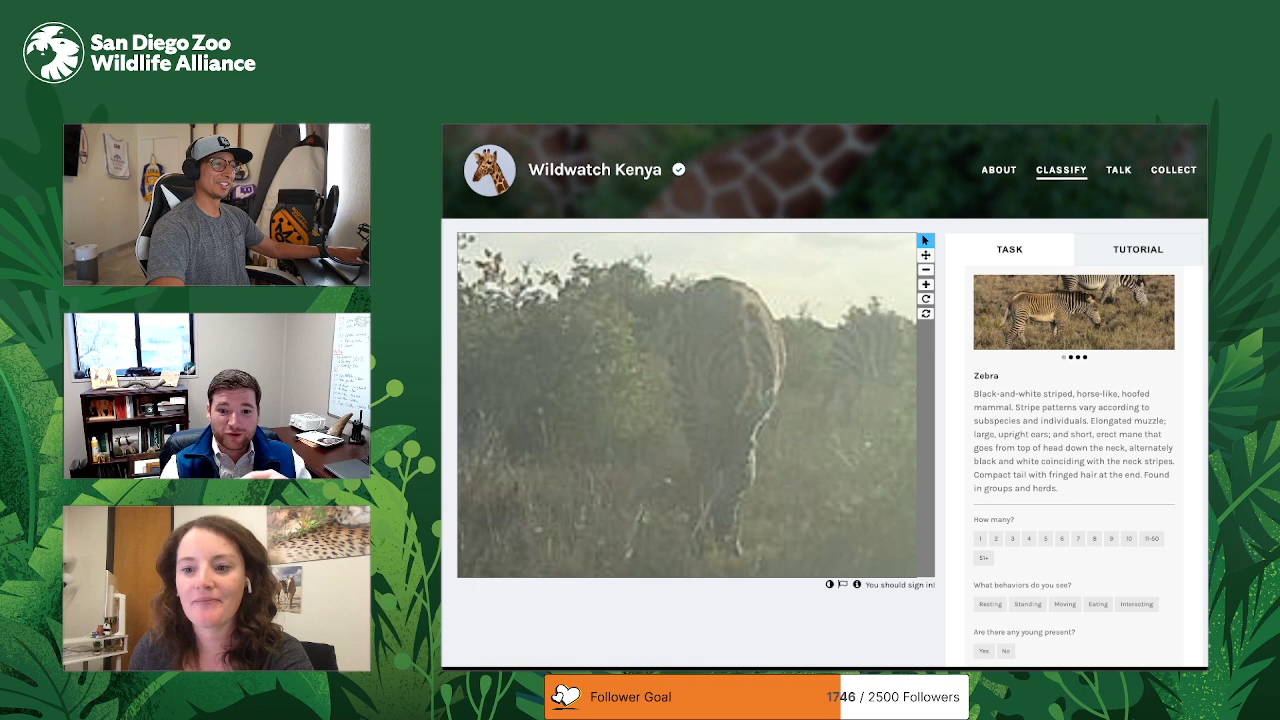 San Diego Zoo
Wildlife Alliance
Wildwatch Kenya
ABOUT
CLASSIFY
TALK
COLLECT
TASK
TUTORIAL
Zebra
Black-and-white striped, horse-like, hoofed
mammal. Stripe patterns vary according to
subspecies and individuals. Elongated muzzle;
large, upright ears; and short, erect mane that
goes from top of head down the neck, alternately
black and white coinciding with the neck stripes.
Compact tail with fringed hair at the end. Found
in groups and herds.
How many?
1 2 3 4 5 6 7 8 9 10 11-50
51+
What behaviors do you see?
Resting Standing Moving Eating Interacting
Are there any young present?
Yes No
You should sign in!
Follower Goal
1746 / 2500 Followers